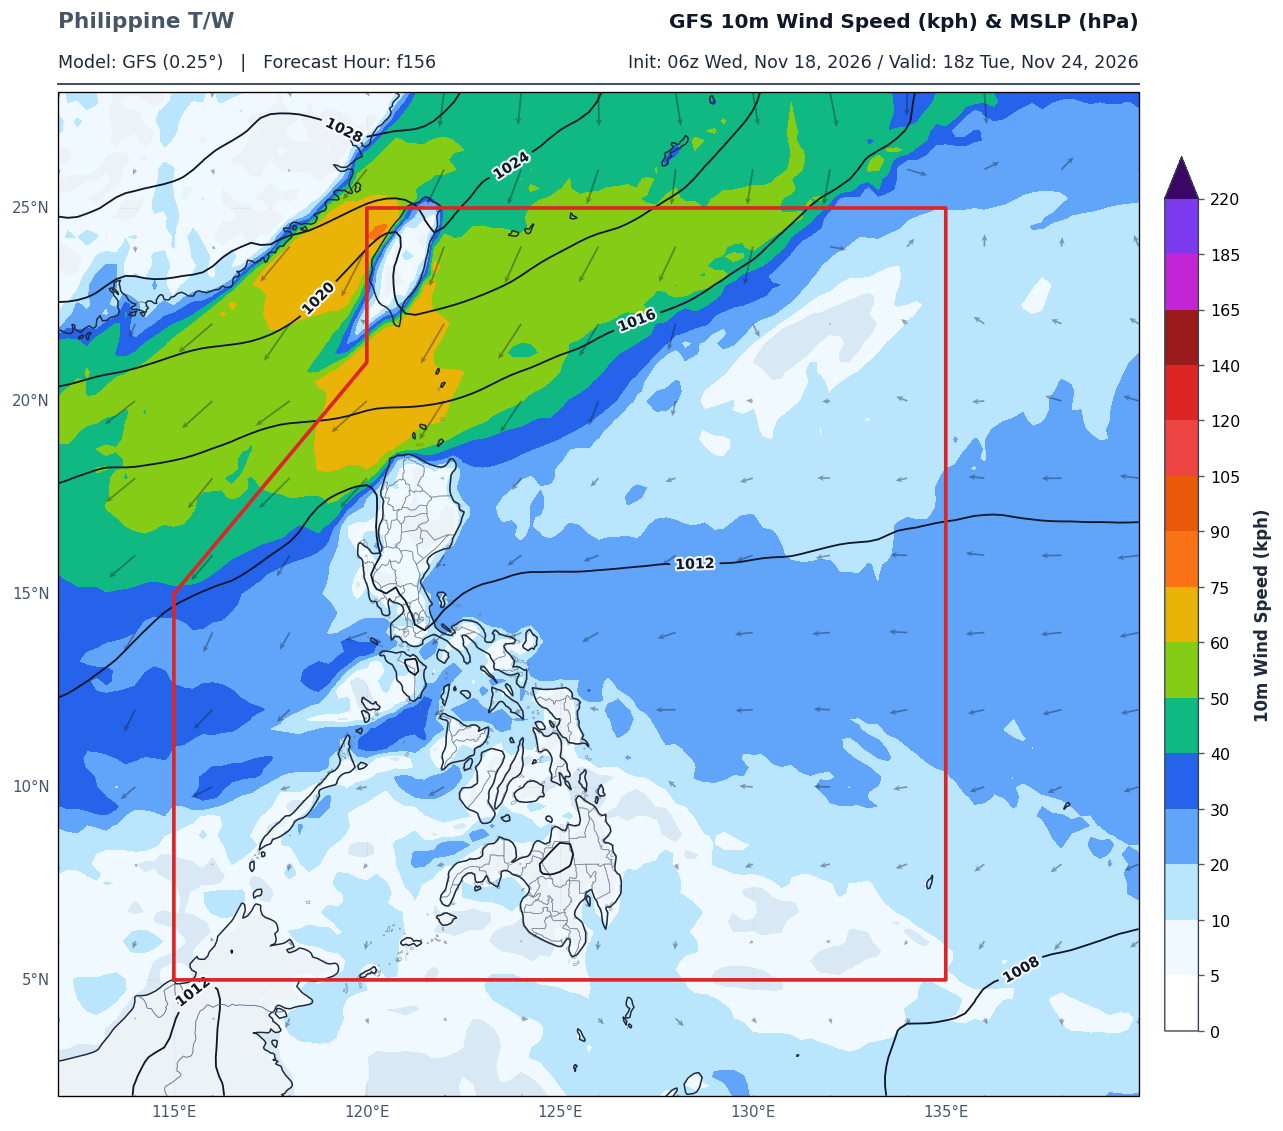 Philippine T/W
GFS 10m Wind Speed (kph) & MSLP (hPa)
Model: GFS (0.25°) | Forecast Hour: f156
Init: 06z Wed, Nov 18, 2026 / Valid: 18z Tue, Nov 24, 2026
1028
1024
1020
1016
1012
1008
1012
25°N
20°N
15°N
10°N
5°N
115°E
120°E
125°E
130°E
135°E
220
185
165
140
120
105
90
75
60
50
40
30
20
10
5
0
10m Wind Speed (kph)